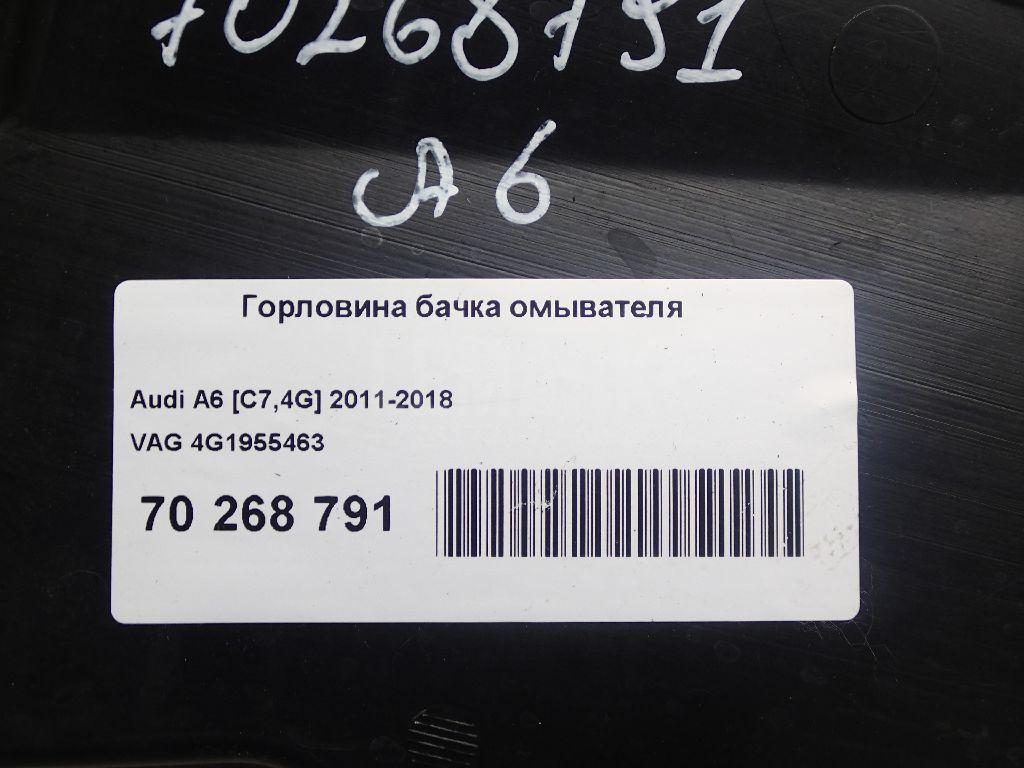 70268791
A6
Горловина бачка омывателя
Audi A6 [C7,4G] 2011-2018
VAG 4G1955463
70 268 791